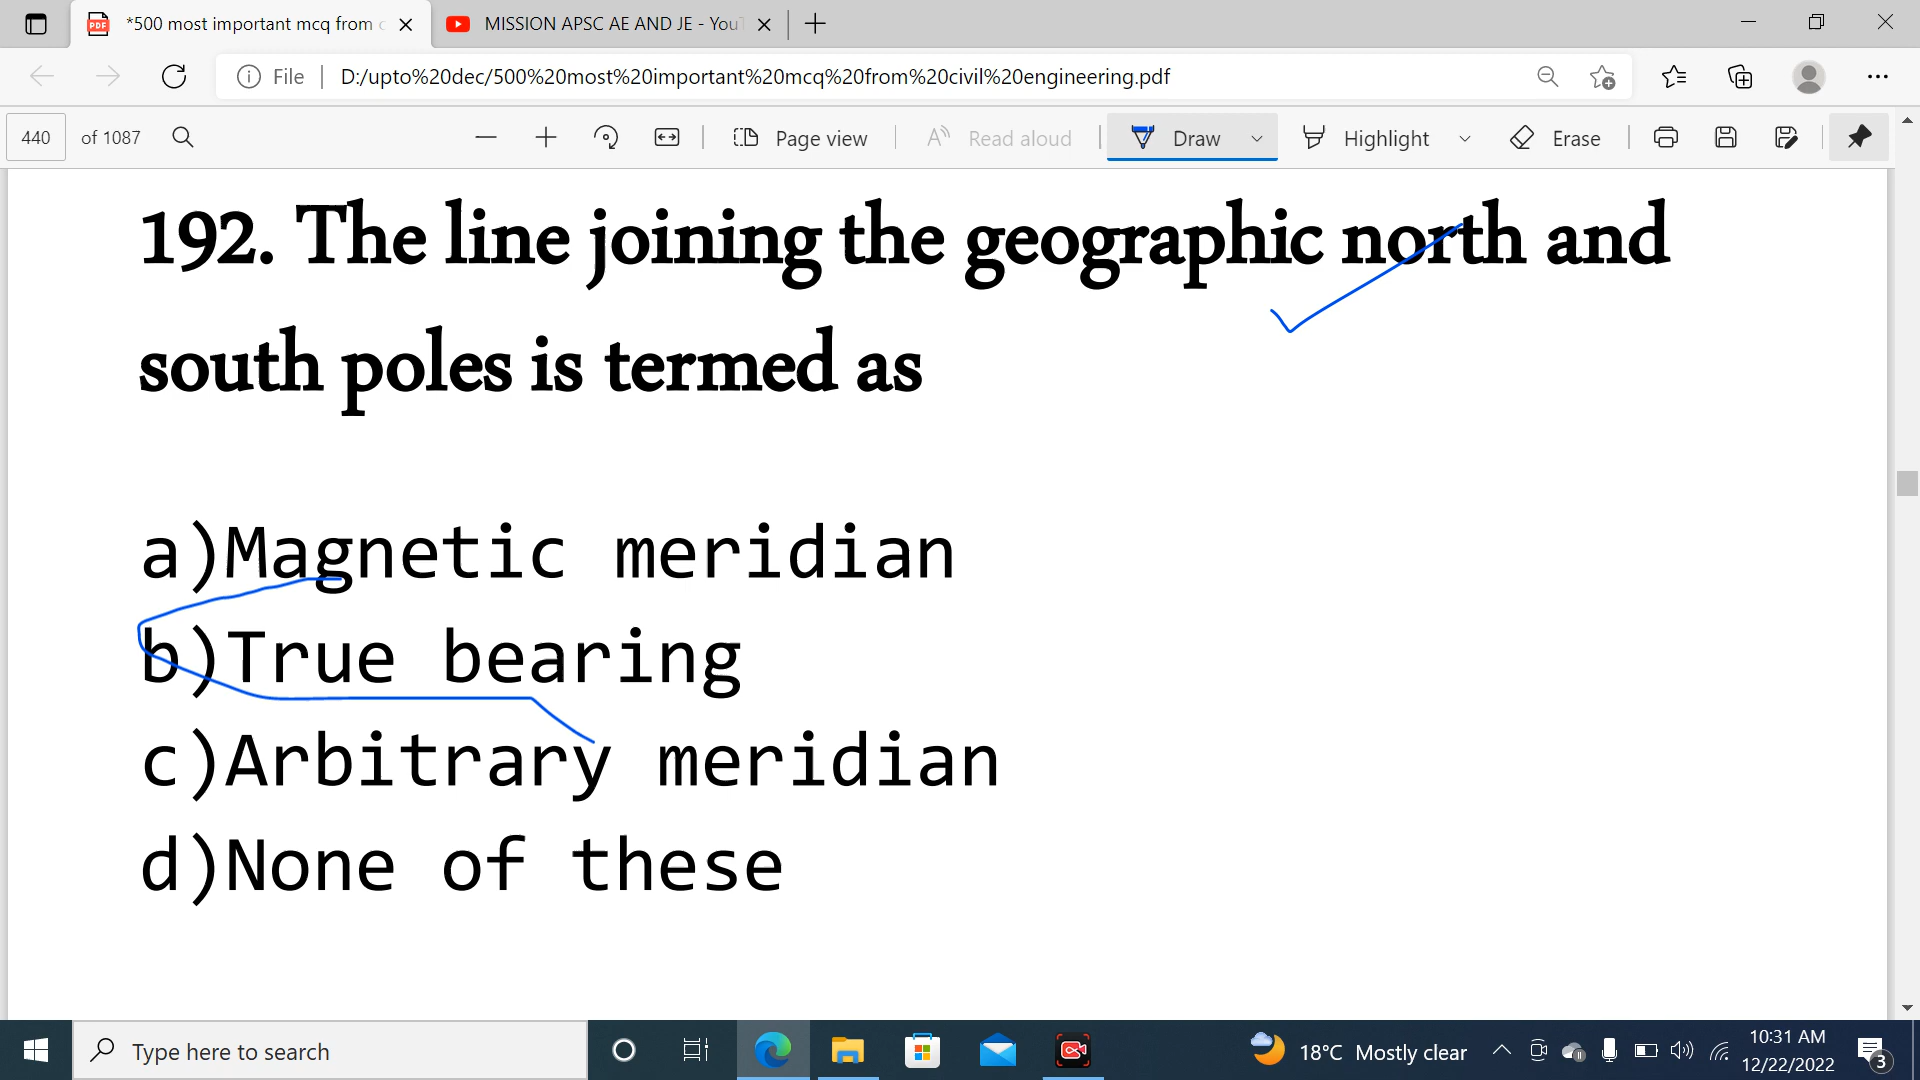 *500 most important mcq from c
MISSION APSC AE AND JE - YouT
File
D:/upto%20dec/500%20most%20important%20mcq%20from%20civil%20engineering.pdf
440 of 1087
Page view
Read aloud
Draw
Highlight
Erase
192. The line joining the geographic north and
south poles is termed as
a)Magnetic meridian
b)True bearing
c)Arbitrary meridian
d)None of these
Type here to search
18°C Mostly clear
10:31 AM
12/22/2022
3